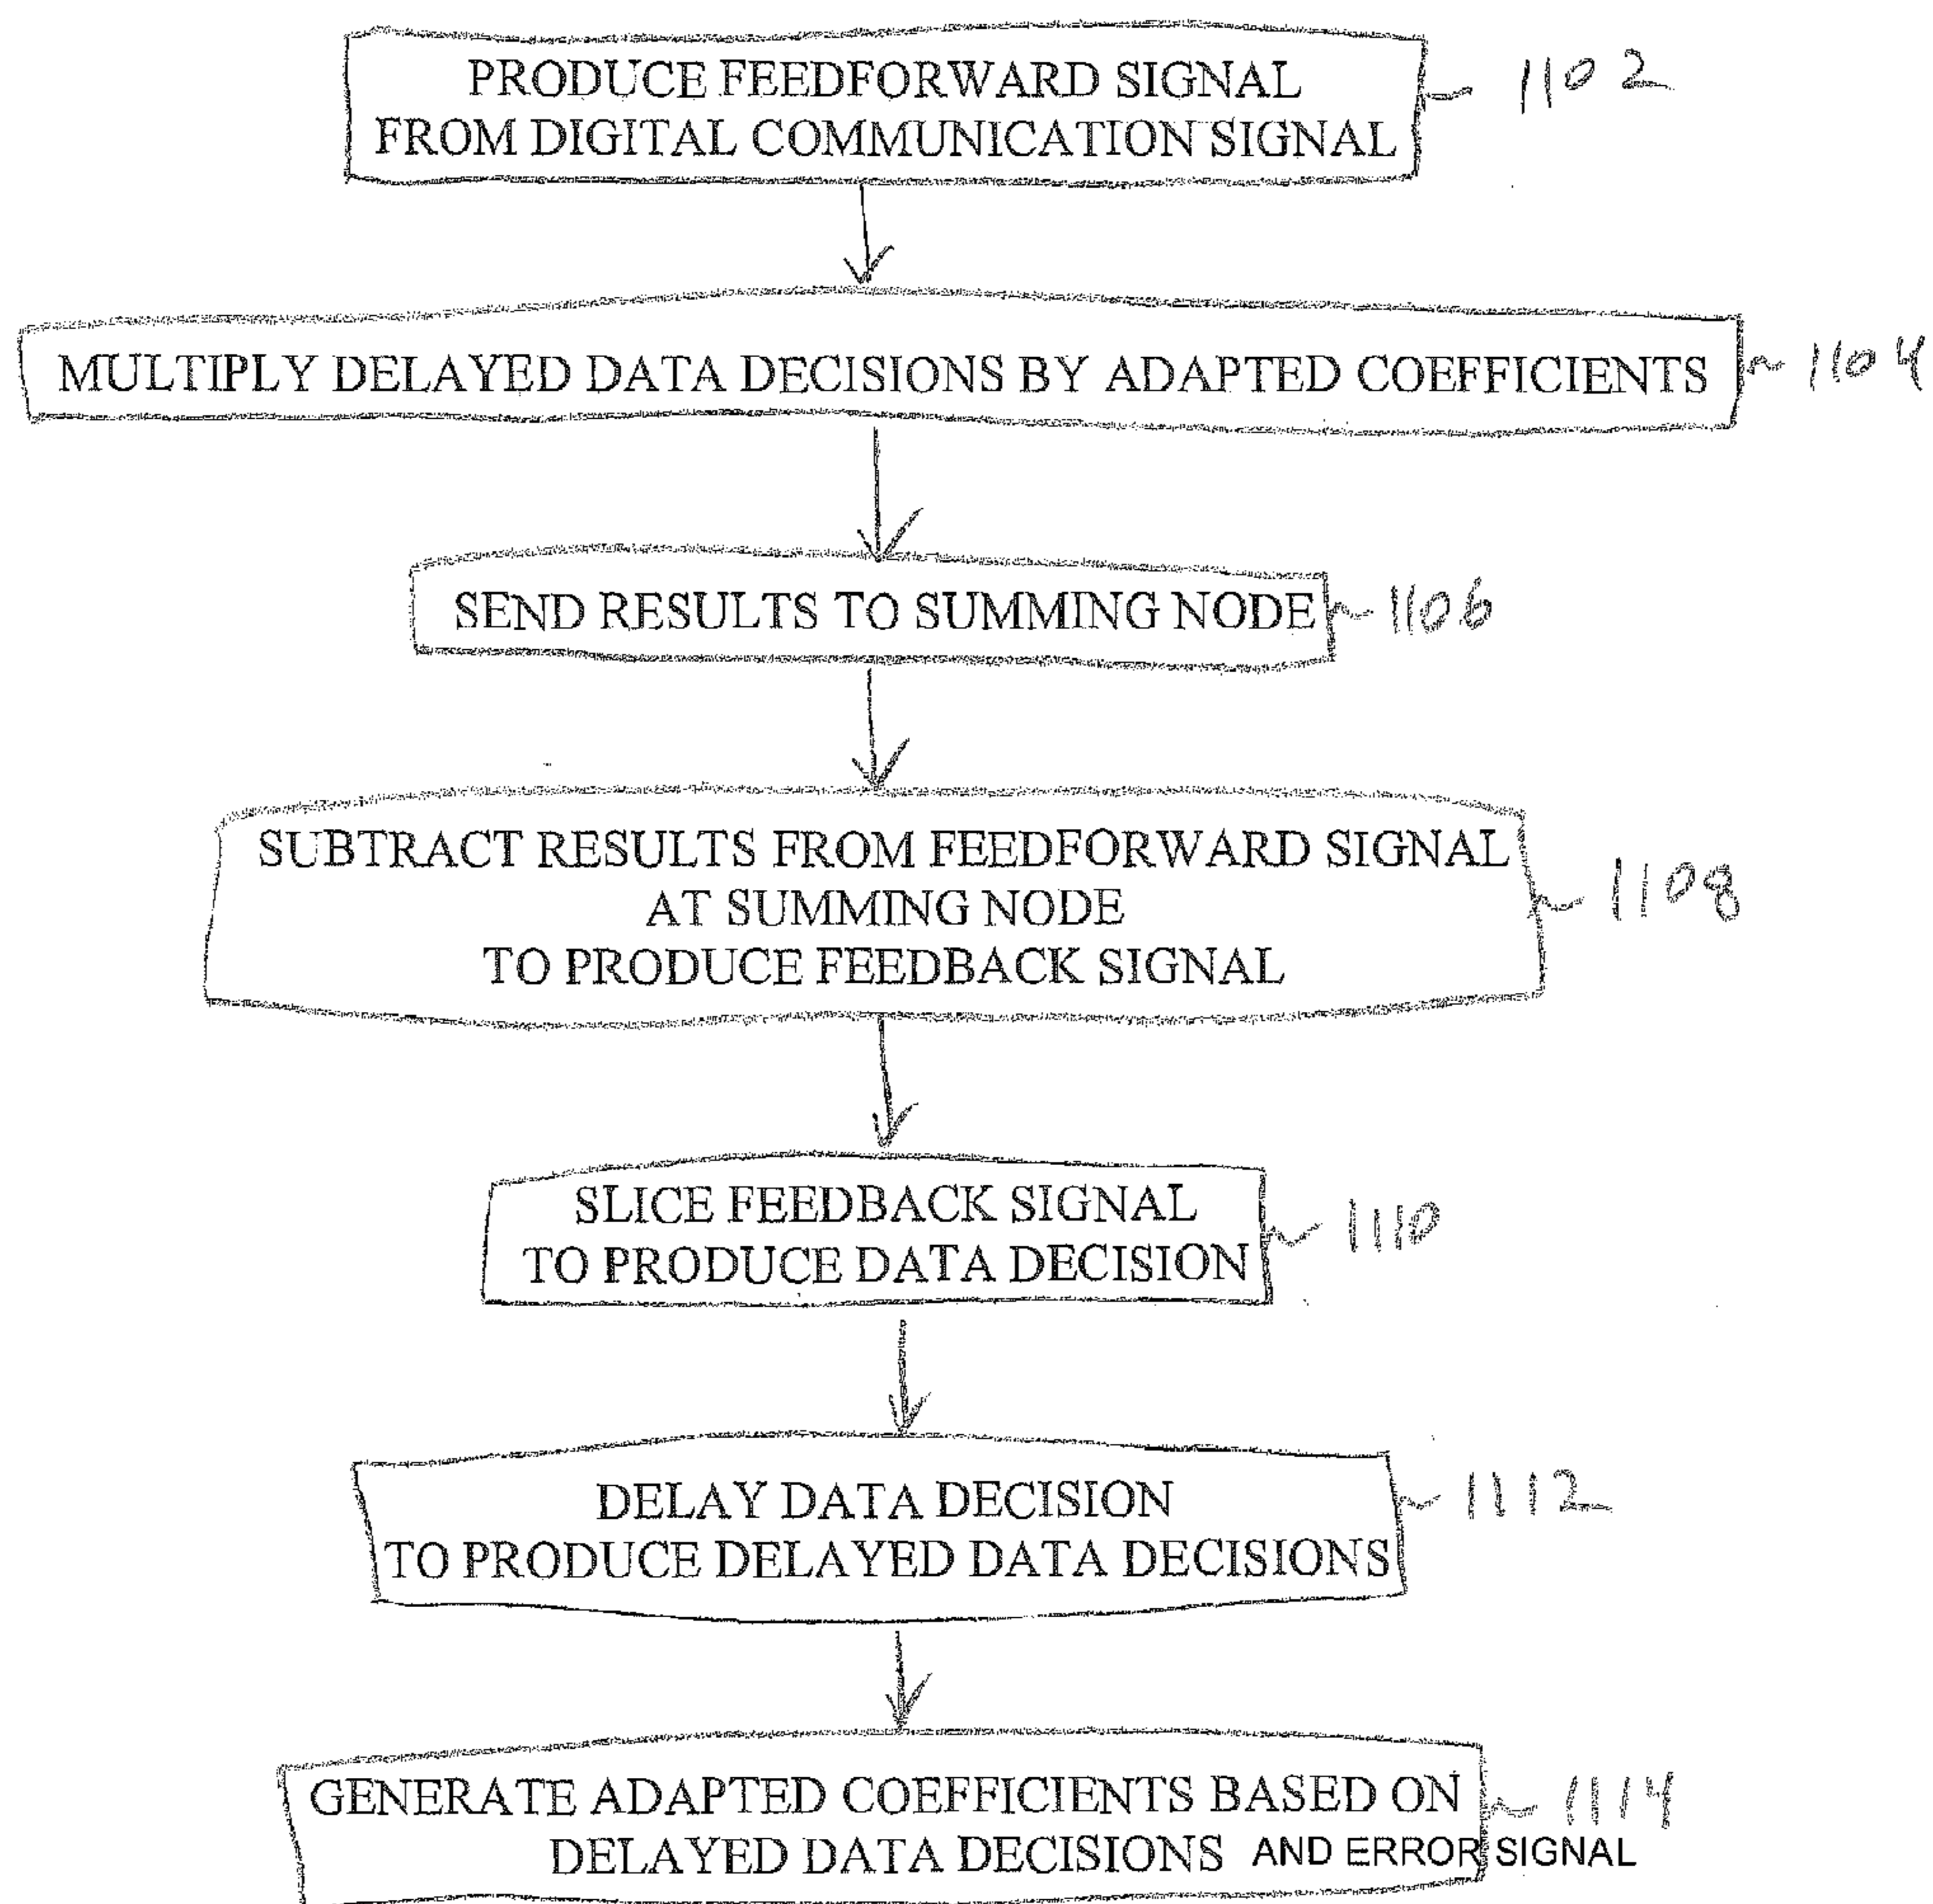 PRODUCE FEEDFORWARD SIGNAL
FROM DIGITAL COMMUNICATION SIGNAL
1102
MULTIPLY DELAYED DATA DECISIONS BY ADAPTED COEFFICIENTS
1104
SEND RESULTS TO SUMMING NODE
1106
SUBTRACT RESULTS FROM FEEDFORWARD SIGNAL
AT SUMMING NODE
TO PRODUCE FEEDBACK SIGNAL
1108
SLICE FEEDBACK SIGNAL
TO PRODUCE DATA DECISION
1110
DELAY DATA DECISION
TO PRODUCE DELAYED DATA DECISIONS
1112
GENERATE ADAPTED COEFFICIENTS BASED ON
DELAYED DATA DECISIONS AND ERROR SIGNAL
1114